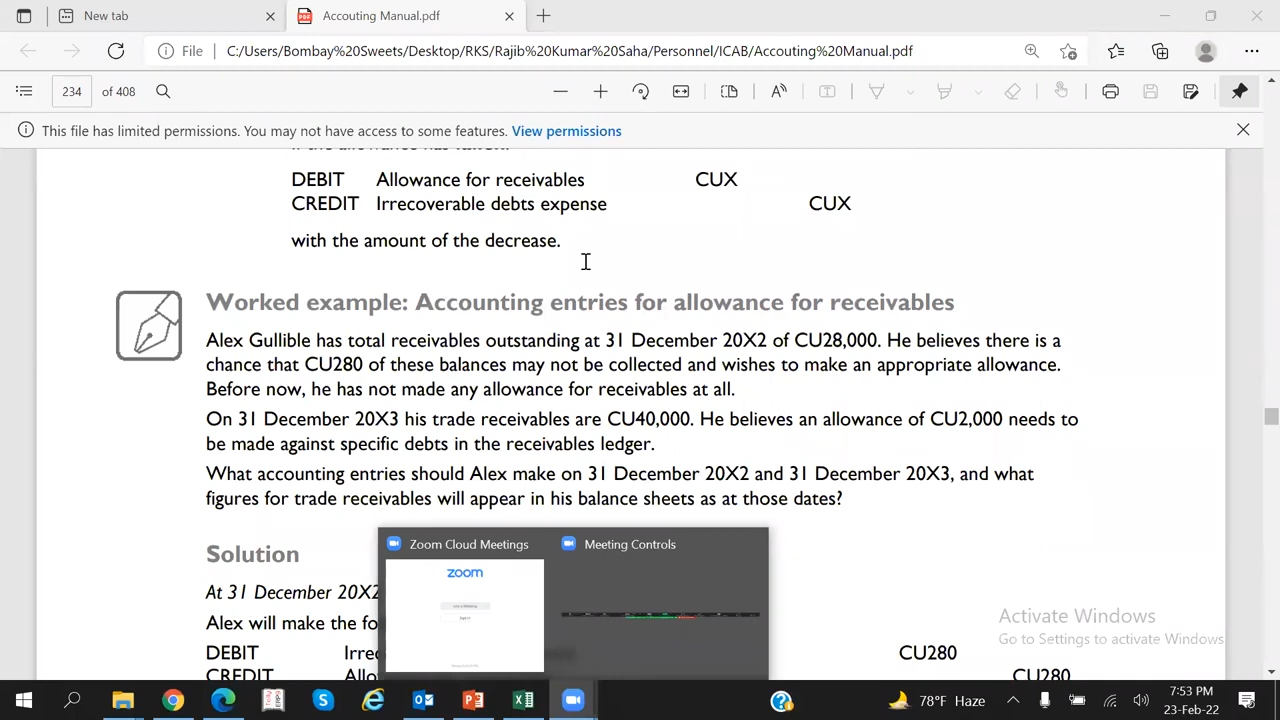 New tab
Accouting Manual.pdf
File
C:/Users/Bombay%20Sweets/Desktop/RKS/Rajib%20Kumar%20Saha/Personnel/ICAB/Accouting%20Manual.pdf
234 of 408
This file has limited permissions. You may not have access to some features. View permissions
DEBIT Allowance for receivables CUX
CREDIT Irrecoverable debts expense CUX
with the amount of the decrease.
Worked example: Accounting entries for allowance for receivables
Alex Gullible has total receivables outstanding at 31 December 20X2 of CU28,000. He believes there is a
chance that CU280 of these balances may not be collected and wishes to make an appropriate allowance.
Before now, he has not made any allowance for receivables at all.
On 31 December 20X3 his trade receivables are CU40,000. He believes an allowance of CU2,000 needs to
be made against specific debts in the receivables ledger.
What accounting entries should Alex make on 31 December 20X2 and 31 December 20X3, and what
figures for trade receivables will appear in his balance sheets as at those dates?
Zoom Cloud Meetings
Meeting Controls
zoom
Solution
At 31 December 20X2
Alex will make the fo
DEBIT Irrec CU280
CREDIT Allo CU280
Activate Windows
Go to Settings to activate Windows
78°F Haze
7:53 PM
23-Feb-22